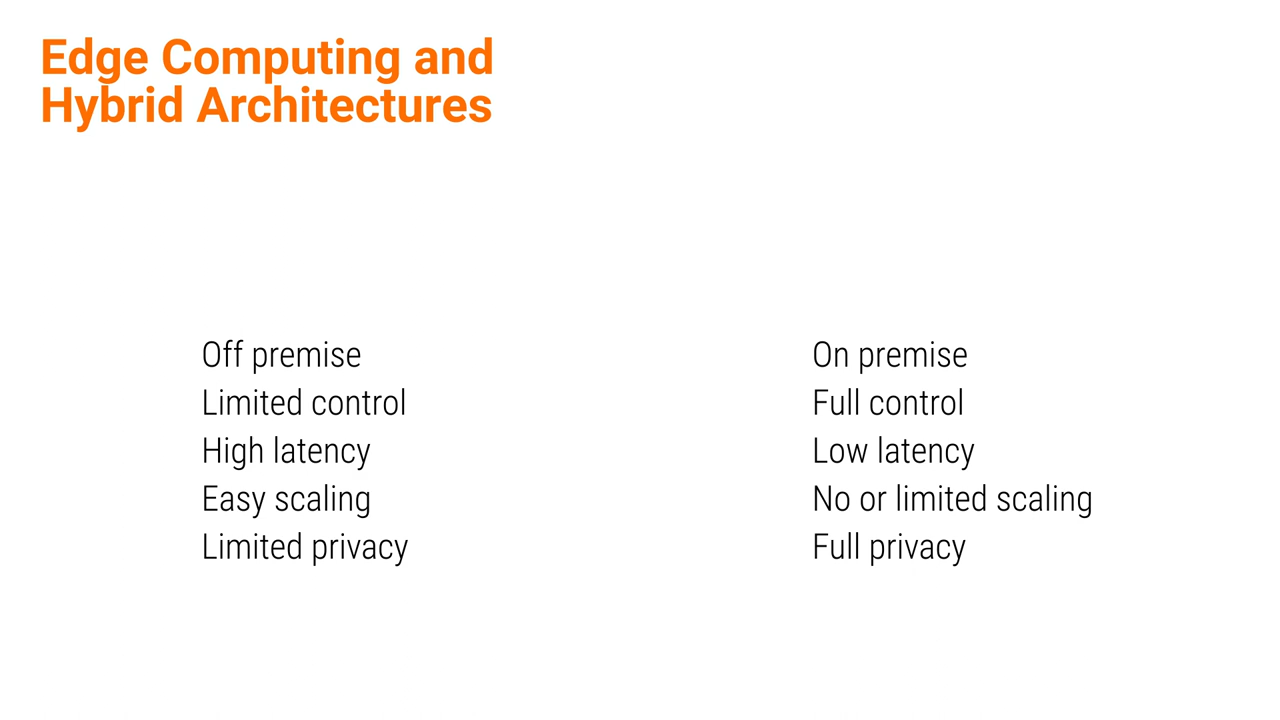 Edge Computing and
Hybrid Architectures
Off premise
Limited control
High latency
Easy scaling
Limited privacy
On premise
Full control
Low latency
No or limited scaling
Full privacy